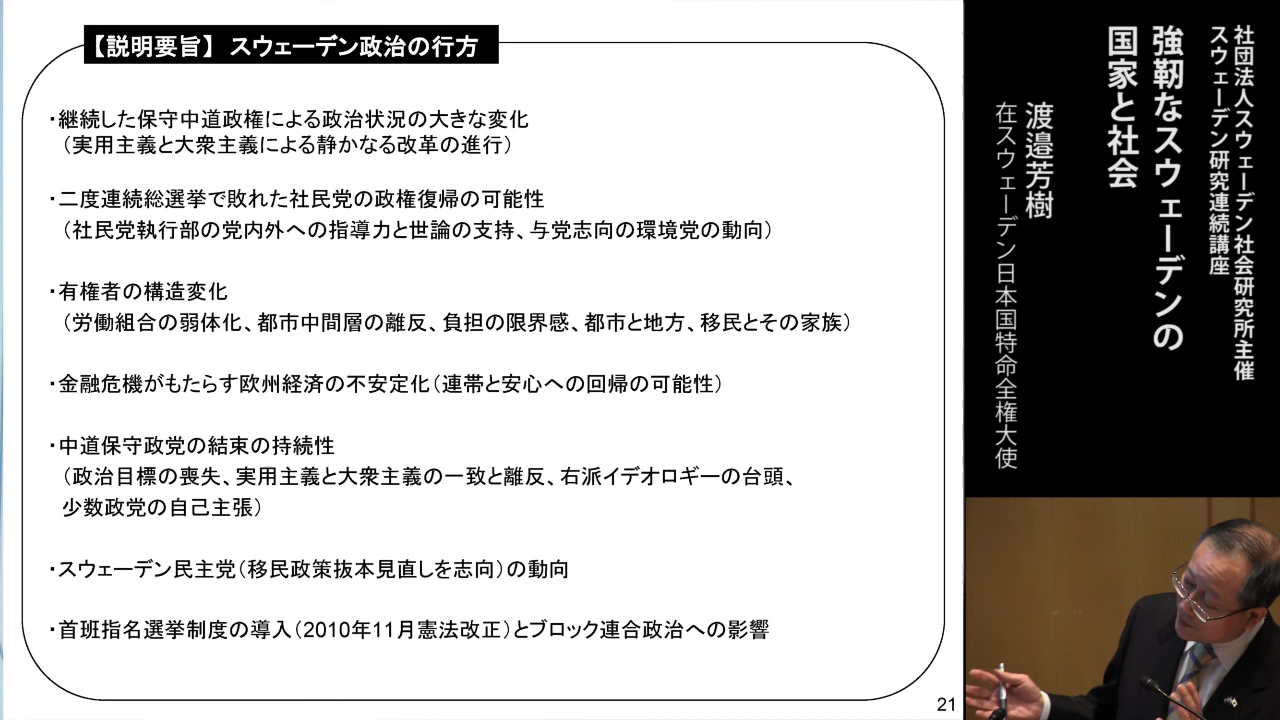 【説明要旨】 スウェーデン政治の行方
・継続した保守中道政権による政治状況の大きな変化
（実用主義と大衆主義による静かなる改革の進行）
・二度連続総選挙で敗れた社民党の政権復帰の可能性
（社民党執行部の党内外への指導力と世論の支持、与党志向の環境党の動向）
・有権者の構造変化
（労働組合の弱体化、都市中間層の離反、負担の限界感、都市と地方、移民とその家族）
・金融危機がもたらす欧州経済の不安定化（連帯と安心への回帰の可能性）
・中道保守政党の結束の持続性
（政治目標の喪失、実用主義と大衆主義の一致と離反、右派イデオロギーの台頭、
少数政党の自己主張）
・スウェーデン民主党（移民政策抜本見直しを志向）の動向
・首班指名選挙制度の導入（2010年11月憲法改正）とブロック連合政治への影響
21
社団法人スウェーデン社会研究所主催
スウェーデン研究連続講座
強靭なスウェーデンの
国家と社会
渡邉芳樹
在スウェーデン日本国特命全権大使